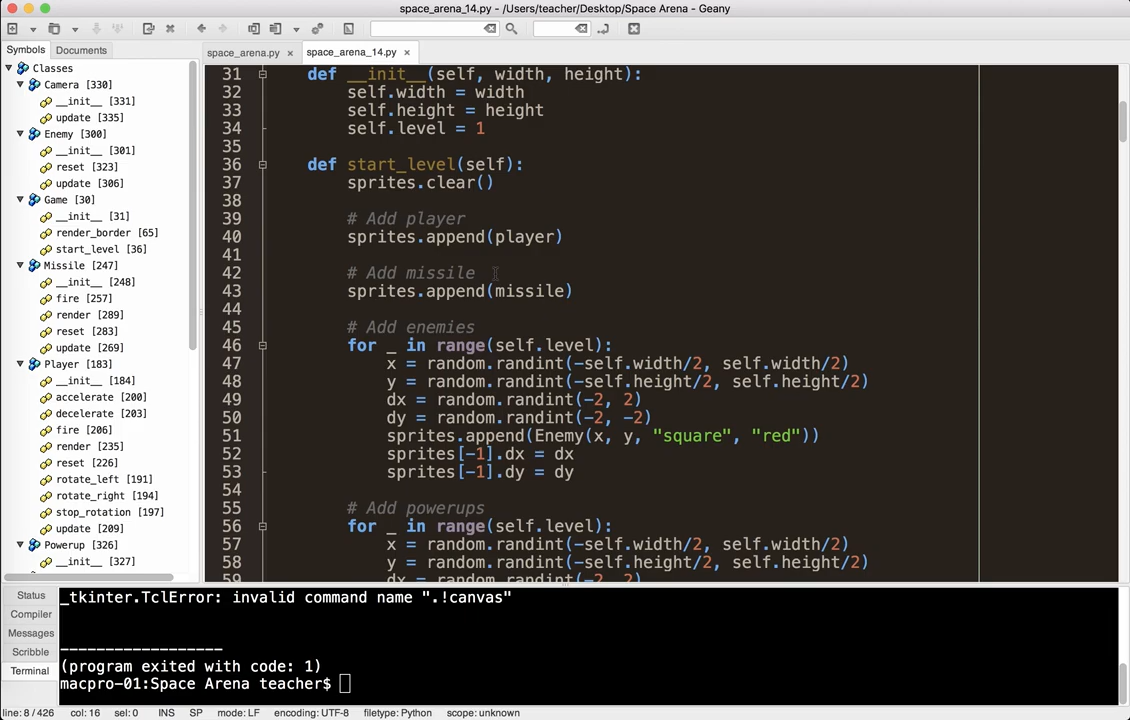 space_arena_14.py - /Users/teacher/Desktop/Space Arena - Geany
Symbols Documents
space_arena.py × space_arena_14.py ×
Classes
Camera [330]
__init__ [331]
update [335]
Enemy [300]
__init__ [301]
reset [323]
update [306]
Game [30]
__init__ [31]
render_border [65]
start_level [36]
Missile [247]
__init__ [248]
fire [257]
render [289]
reset [283]
update [269]
Player [183]
__init__ [184]
accelerate [200]
decelerate [203]
fire [206]
render [235]
reset [226]
rotate_left [191]
rotate_right [194]
stop_rotation [197]
update [209]
Powerup [326]
__init__ [327]
31 def __init__(self, width, height):
32 self.width = width
33 self.height = height
34 self.level = 1
35
36 def start_level(self):
37 sprites.clear()
38
39 # Add player
40 sprites.append(player)
41
42 # Add missile
43 sprites.append(missile)
44
45 # Add enemies
46 for _ in range(self.level):
47 x = random.randint(-self.width/2, self.width/2)
48 y = random.randint(-self.height/2, self.height/2)
49 dx = random.randint(-2, 2)
50 dy = random.randint(-2, -2)
51 sprites.append(Enemy(x, y, "square", "red"))
52 sprites[-1].dx = dx
53 sprites[-1].dy = dy
54
55 # Add powerups
56 for _ in range(self.level):
57 x = random.randint(-self.width/2, self.width/2)
58 y = random.randint(-self.height/2, self.height/2)
59 dx = random.randint(-2, 2)
Status
Compiler
Messages
Scribble
Terminal
_tkinter.TclError: invalid command name ".!canvas"
------------------
(program exited with code: 1)
macpro-01:Space Arena teacher$
line: 8 / 426 col: 16 sel: 0 INS SP mode: LF encoding: UTF-8 filetype: Python scope: unknown